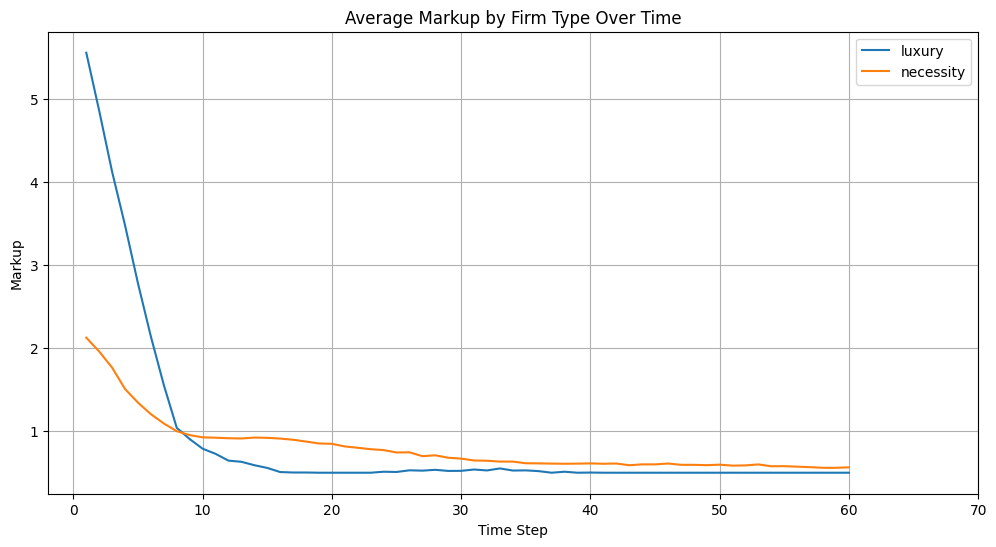 Average Markup by Firm Type Over Time
luxury
necessity
Markup
5
4
3
2
1
0 10 20 30 40 50 60 70
Time Step